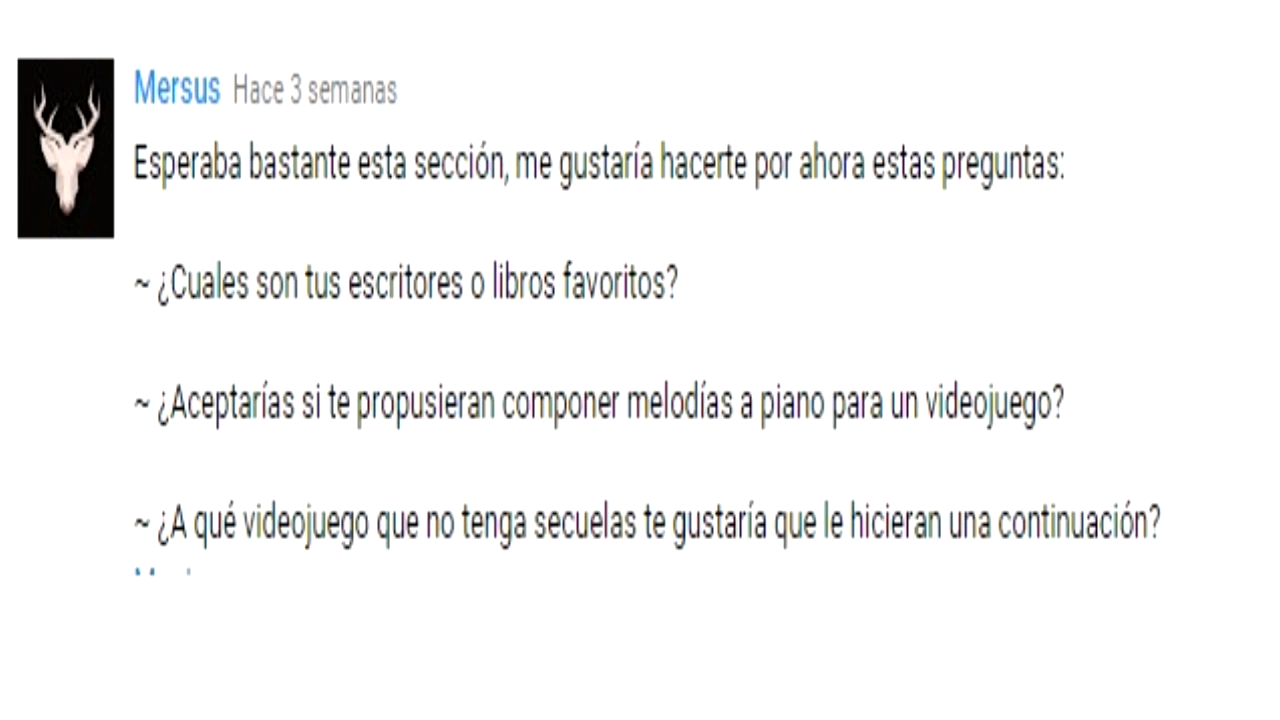 Mersus Hace 3 semanas
Esperaba bastante esta sección, me gustaría hacerte por ahora estas preguntas:
~ ¿Cuales son tus escritores o libros favoritos?
~ ¿Aceptarías si te propusieran componer melodías a piano para un videojuego?
~ ¿A qué videojuego que no tenga secuelas te gustaría que le hicieran una continuación?